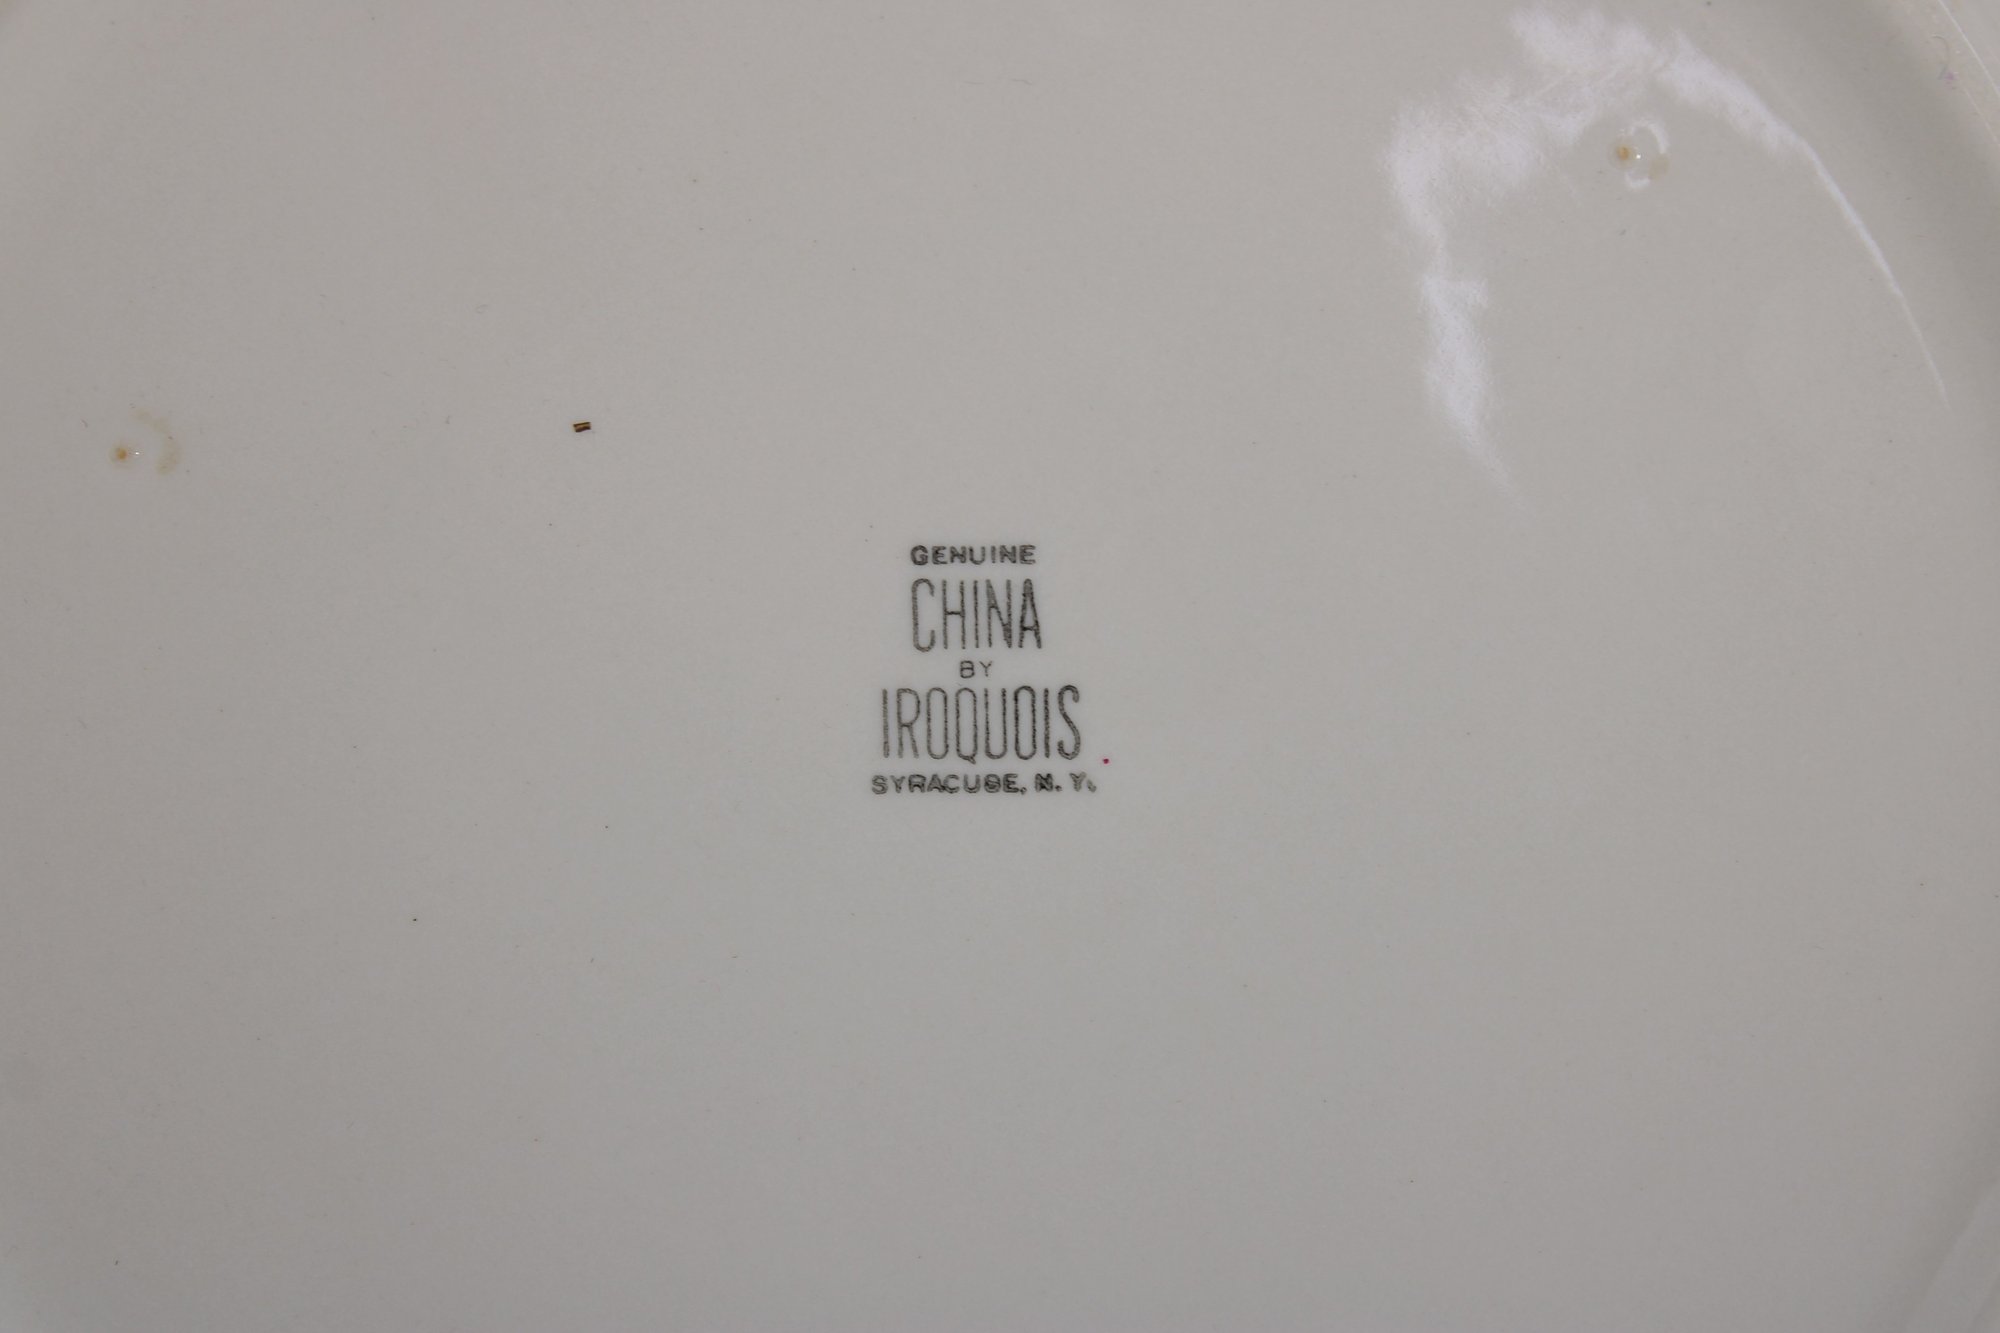 GENUINE
CHINA
BY
IROQUOIS
SYRACUSE, N. Y.